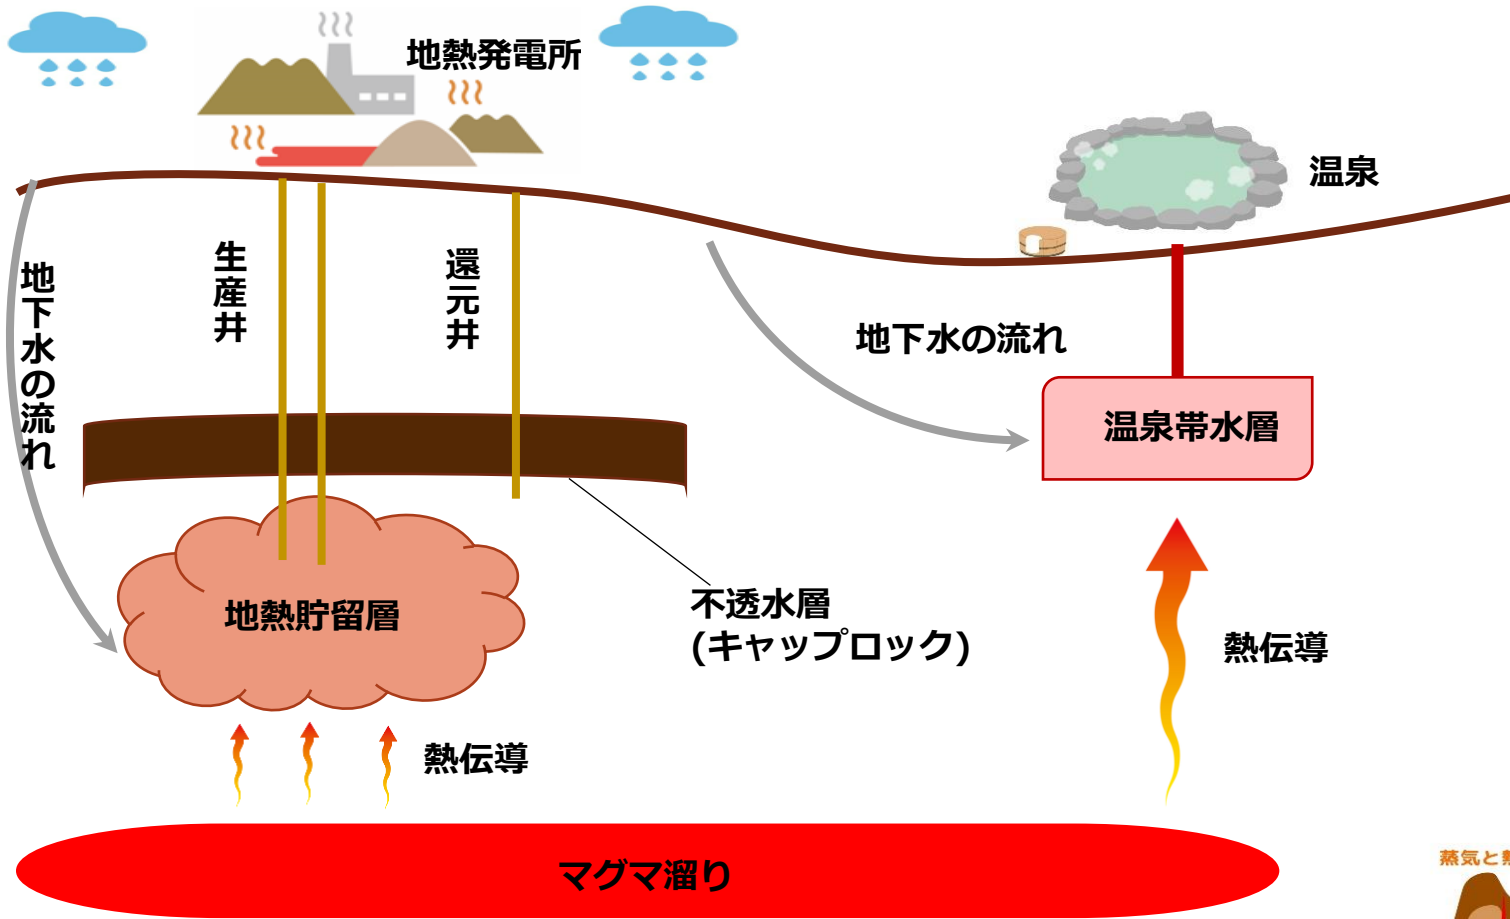 地熱発電所
温泉
生産井
還元井
地下水の流れ
地下水の流れ
温泉帯水層
不透水層
(キャップロック)
地熱貯留層
熱伝導
熱伝導
マグマ溜り
蒸気と